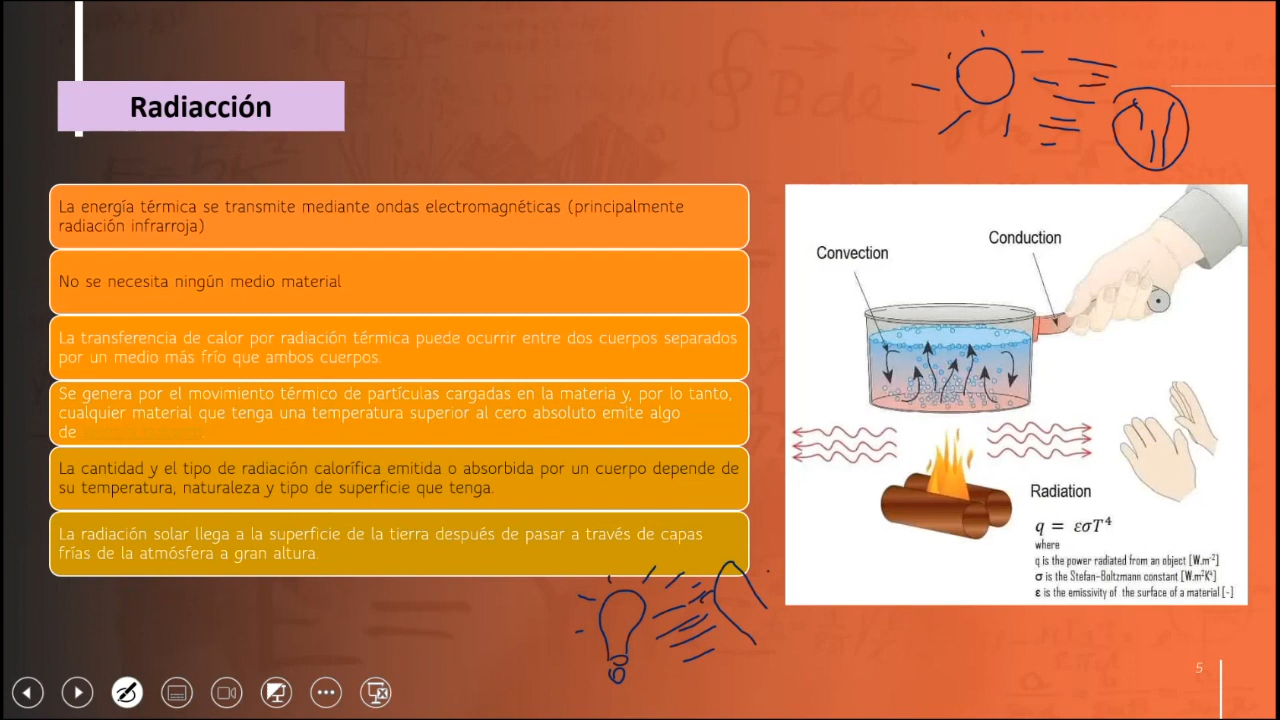 Radiacción
La energía térmica se transmite mediante ondas electromagnéticas (principalmente
radiación infrarroja)
No se necesita ningún medio material
La transferencia de calor por radiación térmica puede ocurrir entre dos cuerpos separados
por un medio más frío que ambos cuerpos.
Se genera por el movimiento térmico de partículas cargadas en la materia y, por lo tanto,
cualquier material que tenga una temperatura superior al cero absoluto emite algo
de
La cantidad y el tipo de radiación calorífica emitida o absorbida por un cuerpo depende de
su temperatura, naturaleza y tipo de superficie que tenga.
La radiación solar llega a la superficie de la tierra después de pasar a través de capas
frías de la atmósfera a gran altura.
Convection
Conduction
Radiation
q = εσT⁴
where
q is the power radiated from an object [W.m⁻²]
σ is the Stefan-Boltzmann constant [W.m²K⁴]
ε is the emissivity of the surface of a material [-]
5